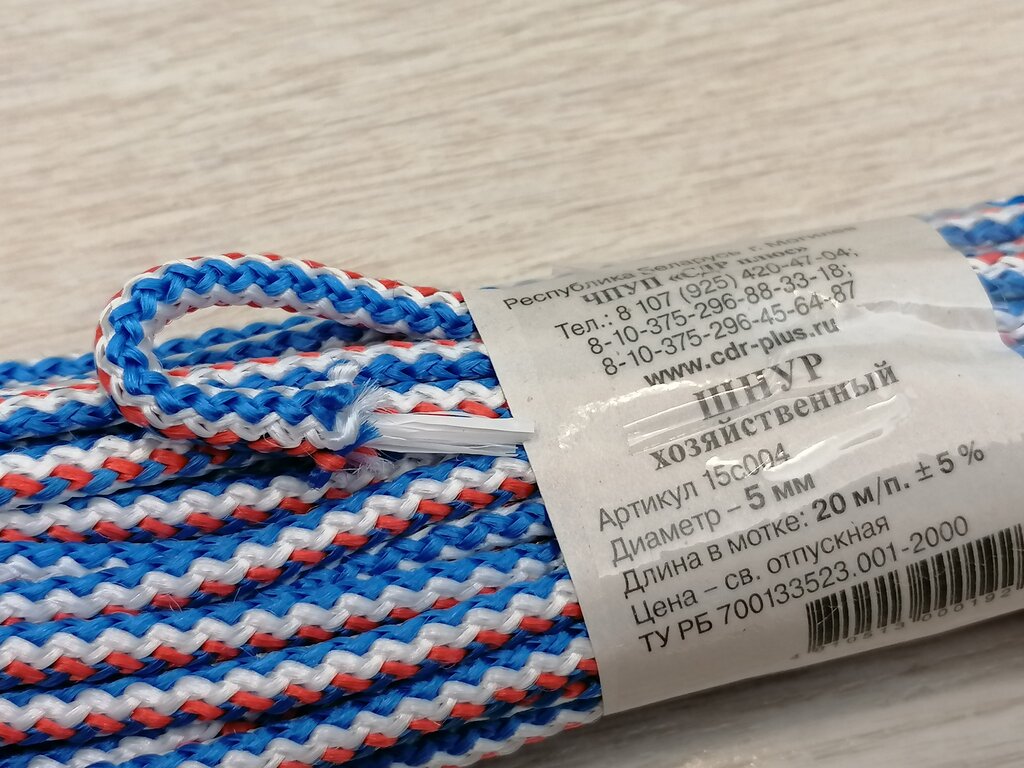 Республика Беларусь, г. Могилев
ЧПУП «СДР плюс»
Тел.: 8 107 (925) 420-47-04;
8-10-375-296-88-33-18;
8-10-375-296-45-64-87
www.cdr-plus.ru
ШНУР
хозяйственный
Артикул 15с004
Диаметр – 5 мм
Длина в мотке: 20 м/п. ± 5 %
Цена – св. отпускная
ТУ РБ 700133523.001-2000